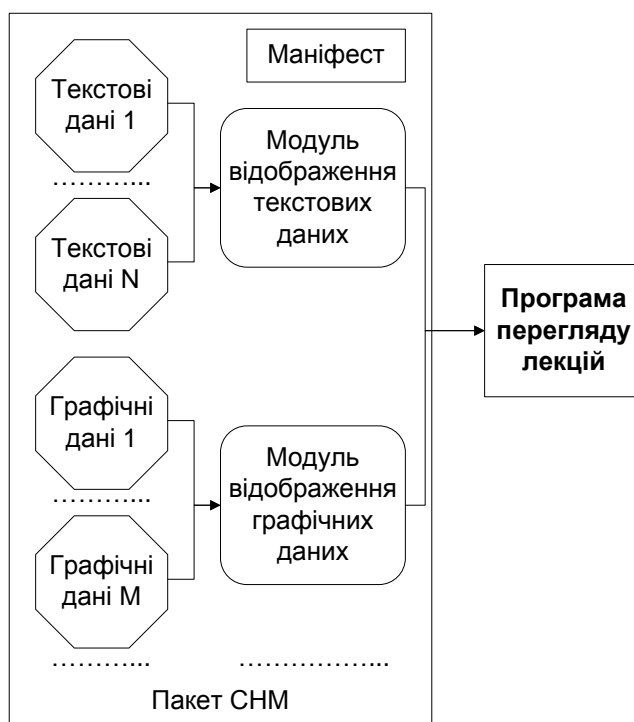 Маніфест
Текстові
дані 1
.............
Текстові
дані N
Модуль
відображення
текстових
даних
Програма
перегляду
лекцій
Графічні
дані 1
.............
Графічні
дані M
Модуль
відображення
графічних
даних
.............
...................
Пакет СНМ